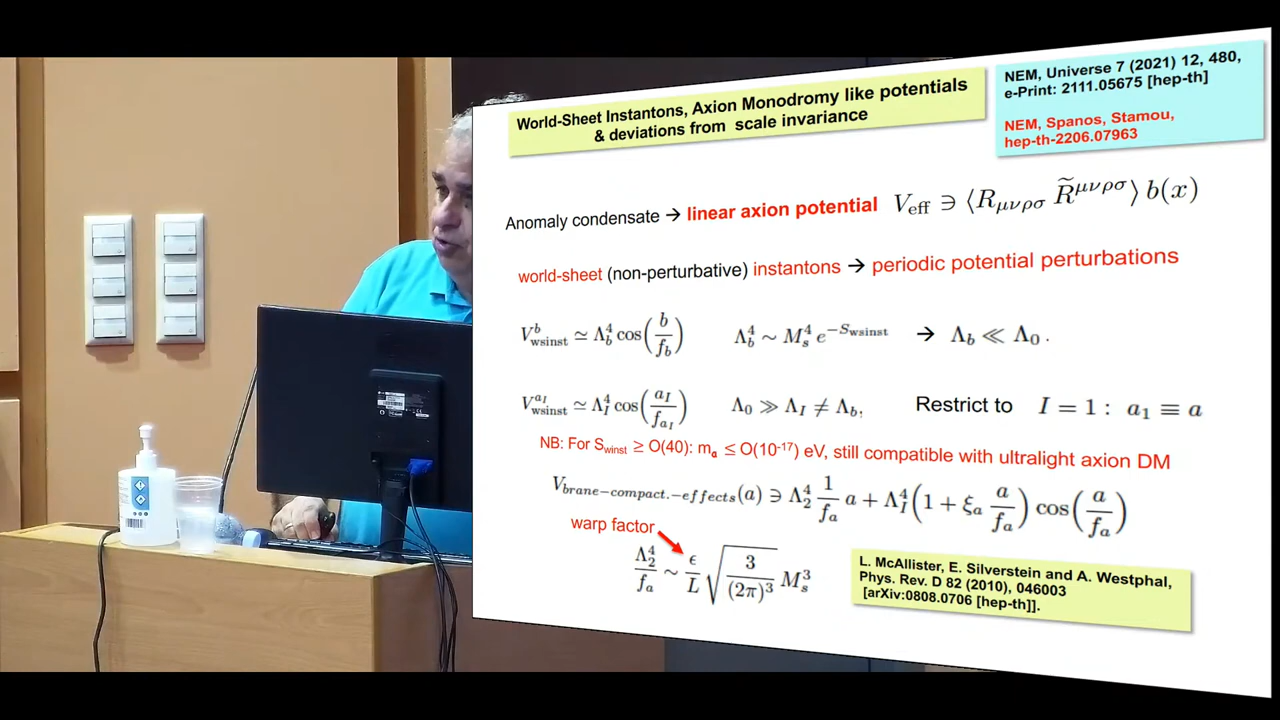 World-Sheet Instantons, Axion Monodromy like potentials
& deviations from scale invariance
NEM, Universe 7 (2021) 12, 480,
e-Print: 2111.05675 [hep-th]
NEM, Spanos, Stamou,
hep-th-2206.07963
Anomaly condensate → linear axion potential V_eff ∋ ⟨R_{μνρσ} R̃^{μνρσ}⟩ b(x)
world-sheet (non-perturbative) instantons → periodic potential perturbations
V^b_wsinst ≃ Λ_b^4 cos(b/f_b) Λ_b^4 ∼ M_s^4 e^{-S_wsinst} → Λ_b ≪ Λ_0 .
V^{a_I}_wsinst ≃ Λ_I^4 cos(a_I/f_{a_I}) Λ_0 ≫ Λ_I ≠ Λ_b, Restrict to I = 1 : a_1 ≡ a
NB: For S_winst ≥ O(40): m_a ≤ O(10^-17) eV, still compatible with ultralight axion DM
V_{brane-compact.-effects}(a) ∋ Λ_2^4 1/f_a a + Λ_I^4 (1 + ξ_a a/f_a) cos(a/f_a)
warp factor
Λ_2^4/f_a ∼ ϵ/L √(3/(2π)^3) M_s^3
L. McAllister, E. Silverstein and A. Westphal,
Phys. Rev. D 82 (2010), 046003
[arXiv:0808.0706 [hep-th]].